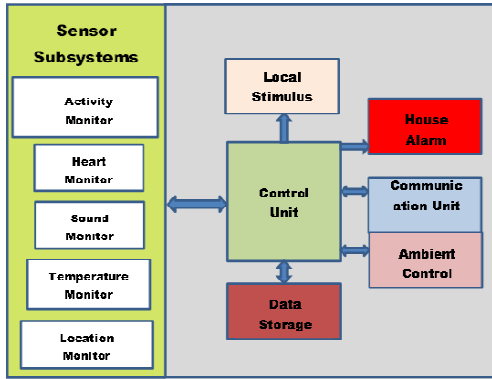 Sensor
Subsystems
Activity
Monitor
Heart
Monitor
Sound
Monitor
Temperature
Monitor
Location
Monitor
Local
Stimulus
Control
Unit
Data
Storage
House
Alarm
Communic
ation Unit
Ambient
Control